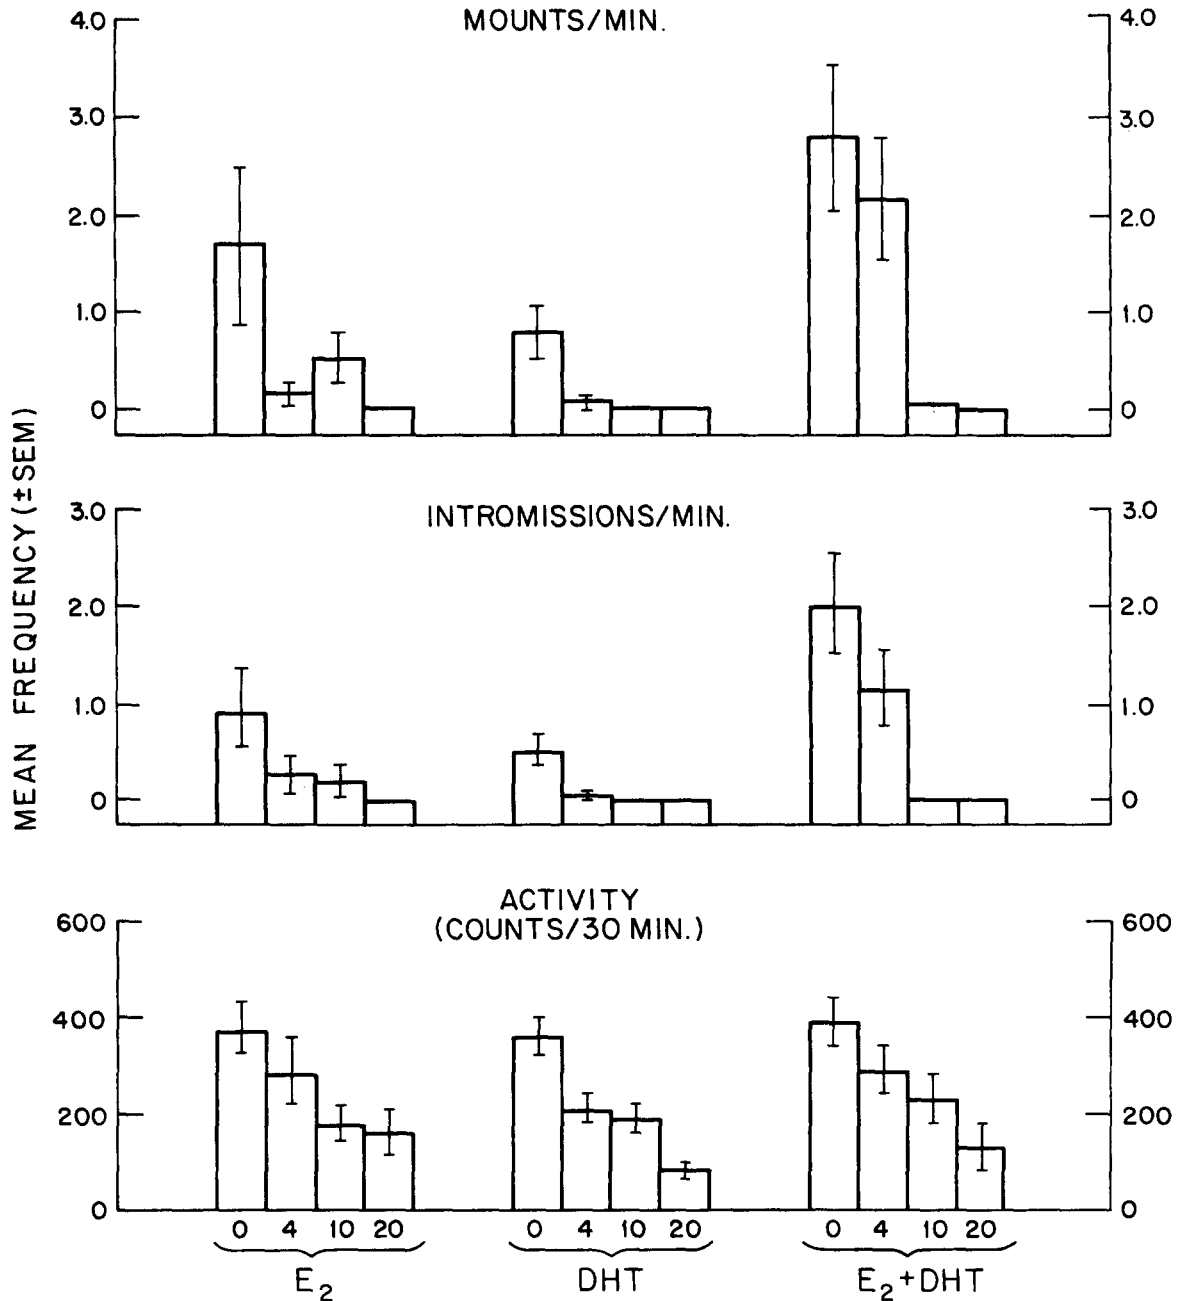 MOUNTS/MIN.
4.0 4.0
3.0 3.0
2.0 2.0
1.0 1.0
0 0
MEAN FREQUENCY (±SEM)
INTROMISSIONS/MIN.
3.0 3.0
2.0 2.0
1.0 1.0
0 0
ACTIVITY
(COUNTS/30 MIN.)
600 600
400 400
200 200
0 0
0 4 10 20 0 4 10 20 0 4 10 20
E₂ DHT E₂+DHT